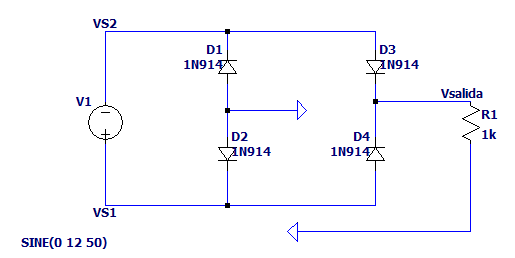 VS2
D1
1N914
D3
1N914
V1
Vsalida
R1
1k
D2
1N914
D4
1N914
VS1
SINE(0 12 50)